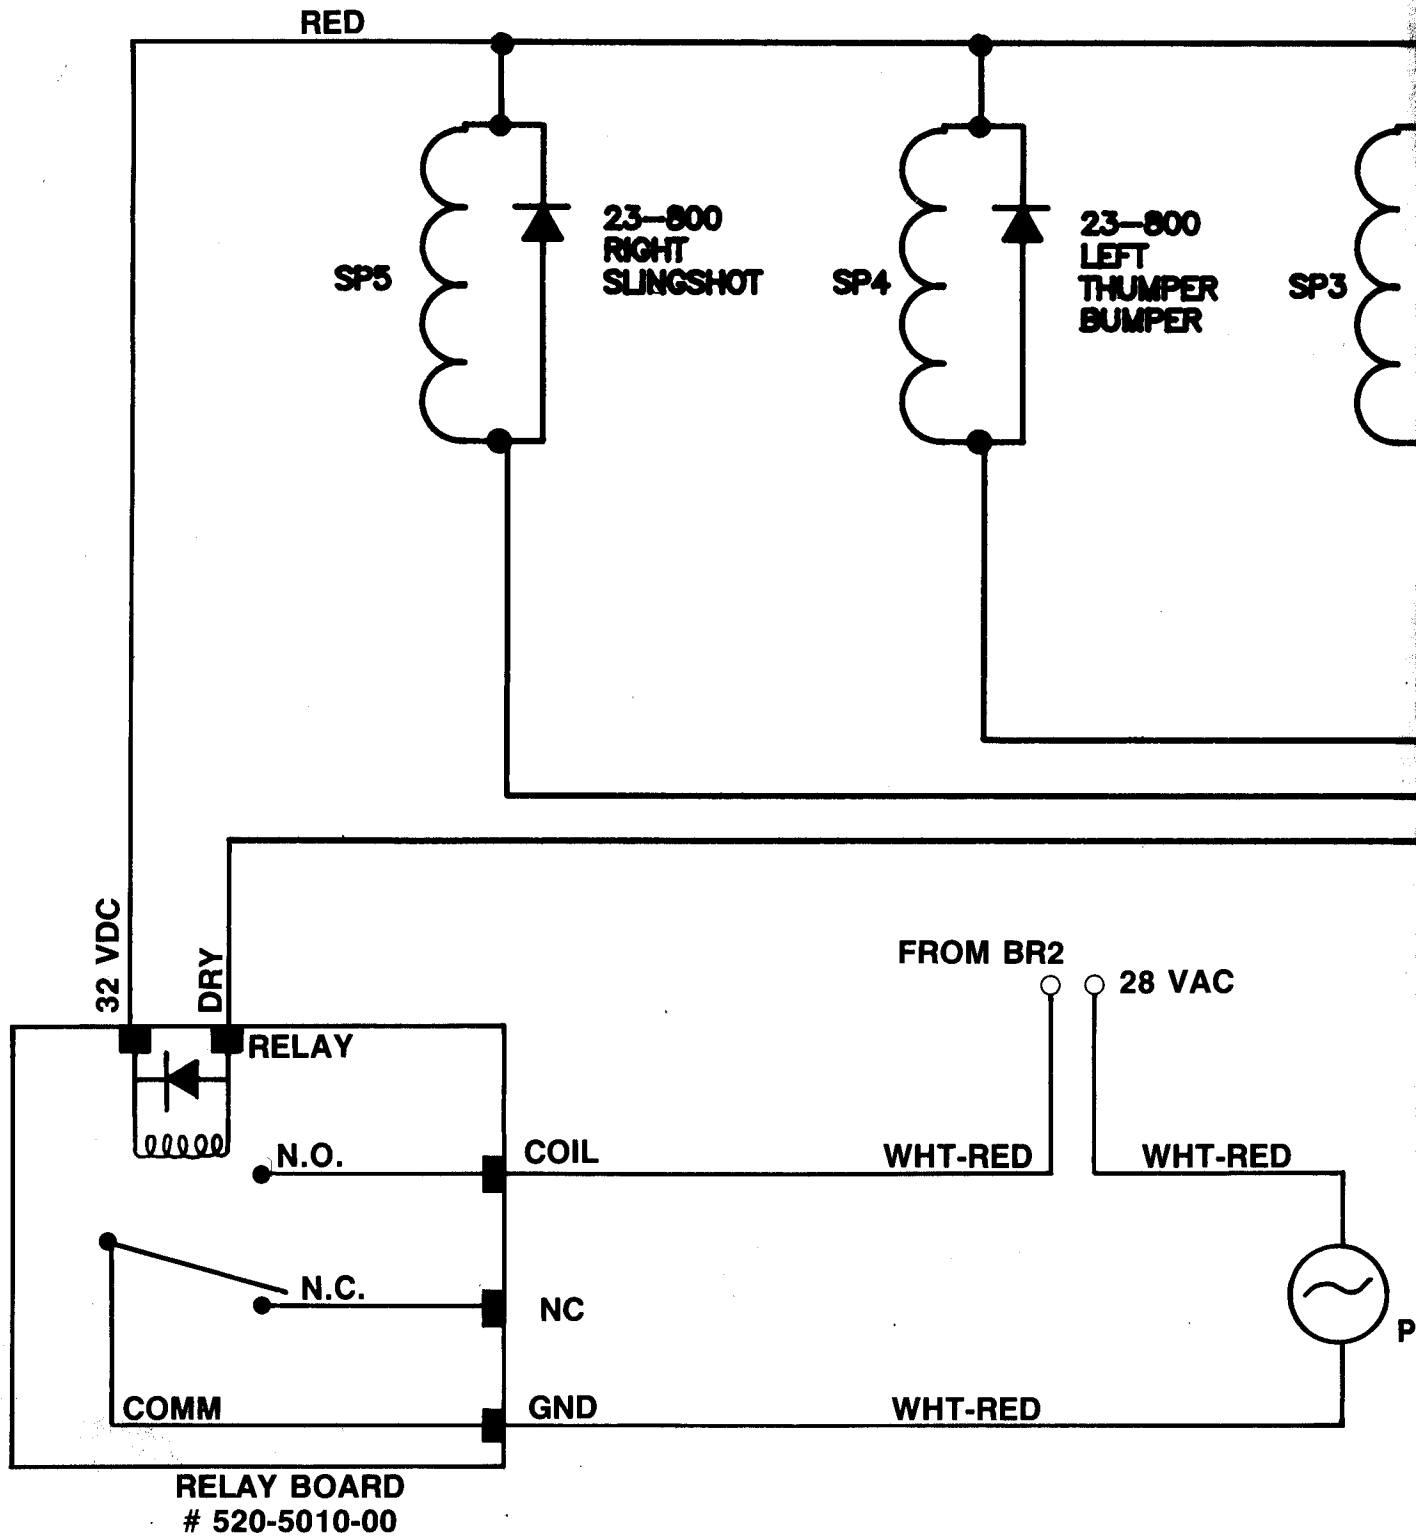 RED
SP5
23-800
RIGHT
SLINGSHOT
SP4
23-800
LEFT
THUMPER
BUMPER
SP3
32 VDC
DRY
FROM BR2
28 VAC
RELAY
N.O.
COIL
WHT-RED
WHT-RED
N.C.
NC
P
COMM
GND
WHT-RED
RELAY BOARD
# 520-5010-00